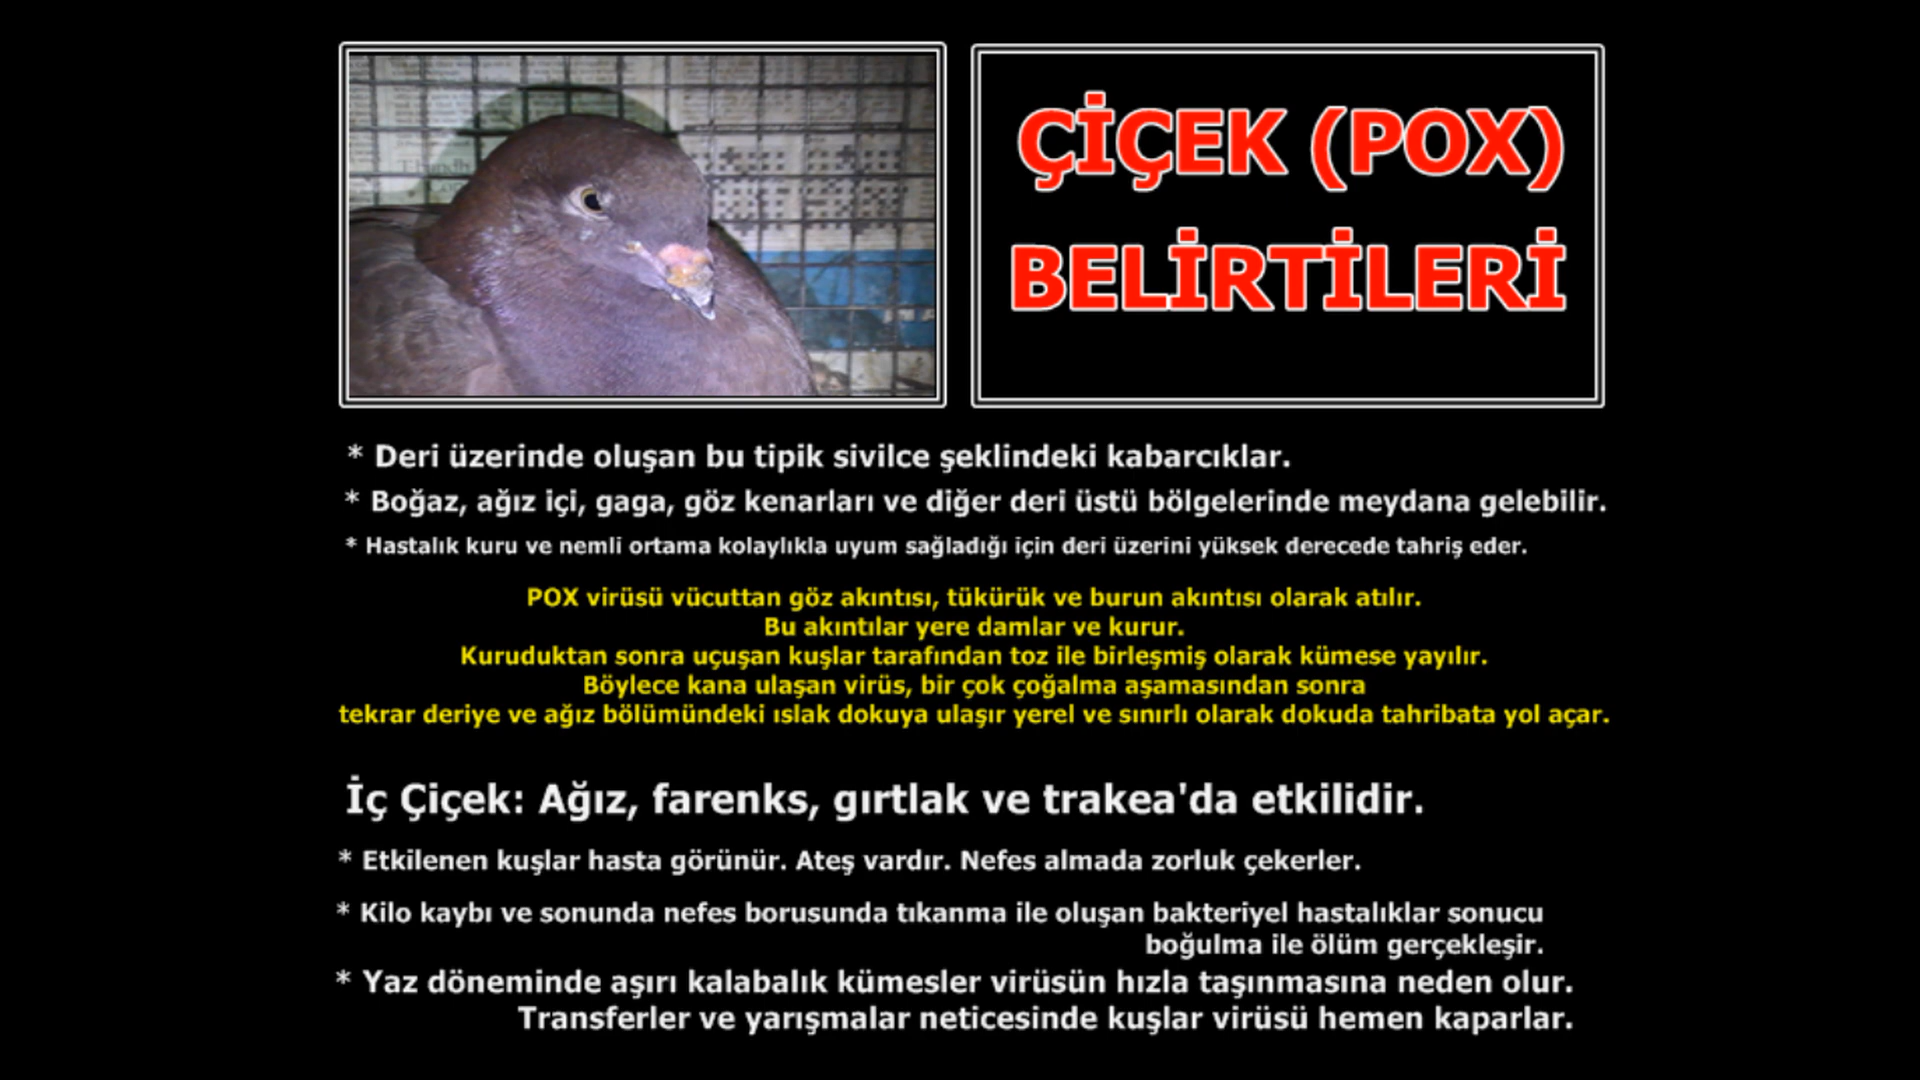 ÇİÇEK (POX)
BELİRTİLERİ
* Deri üzerinde oluşan bu tipik sivilce şeklindeki kabarcıklar.
* Boğaz, ağız içi, gaga, göz kenarları ve diğer deri üstü bölgelerinde meydana gelebilir.
* Hastalık kuru ve nemli ortama kolaylıkla uyum sağladığı için deri üzerini yüksek derecede tahriş eder.
POX virüsü vücuttan göz akıntısı, tükürük ve burun akıntısı olarak atılır.
Bu akıntılar yere damlar ve kurur.
Kuruduktan sonra uçuşan kuşlar tarafından toz ile birleşmiş olarak kümese yayılır.
Böylece kana ulaşan virüs, bir çok çoğalma aşamasından sonra
tekrar deriye ve ağız bölümündeki ıslak dokuya ulaşır yerel ve sınırlı olarak dokuda tahribata yol açar.
İç Çiçek: Ağız, farenks, gırtlak ve trakea'da etkilidir.
* Etkilenen kuşlar hasta görünür. Ateş vardır. Nefes almada zorluk çekerler.
* Kilo kaybı ve sonunda nefes borusunda tıkanma ile oluşan bakteriyel hastalıklar sonucu
boğulma ile ölüm gerçekleşir.
* Yaz döneminde aşırı kalabalık kümesler virüsün hızla taşınmasına neden olur.
Transferler ve yarışmalar neticesinde kuşlar virüsü hemen kaparlar.